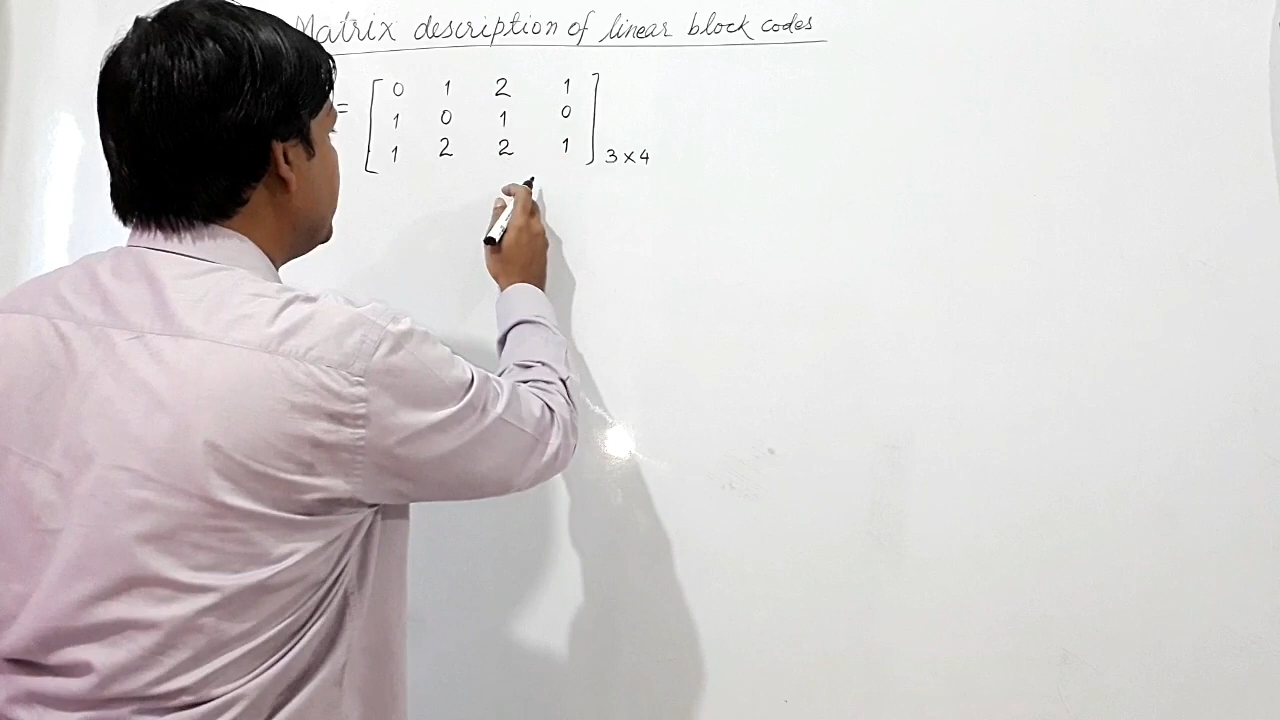 Matrix description of linear block codes
= [ 0 1 2 1
1 0 1 0
1 2 2 1 ] 3×4